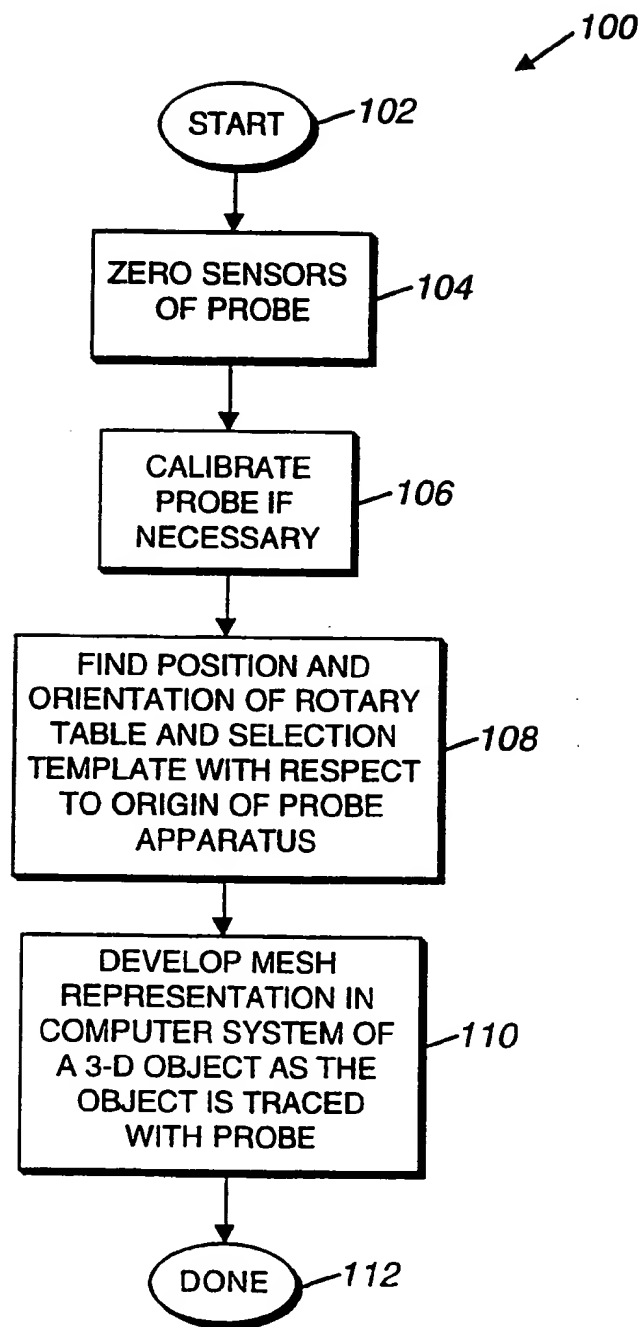 100
START
102
ZERO SENSORS
OF PROBE
104
CALIBRATE
PROBE IF
NECESSARY
106
FIND POSITION AND
ORIENTATION OF ROTARY
TABLE AND SELECTION
TEMPLATE WITH RESPECT
TO ORIGIN OF PROBE
APPARATUS
108
DEVELOP MESH
REPRESENTATION IN
COMPUTER SYSTEM OF
A 3-D OBJECT AS THE
OBJECT IS TRACED
WITH PROBE
110
DONE
112